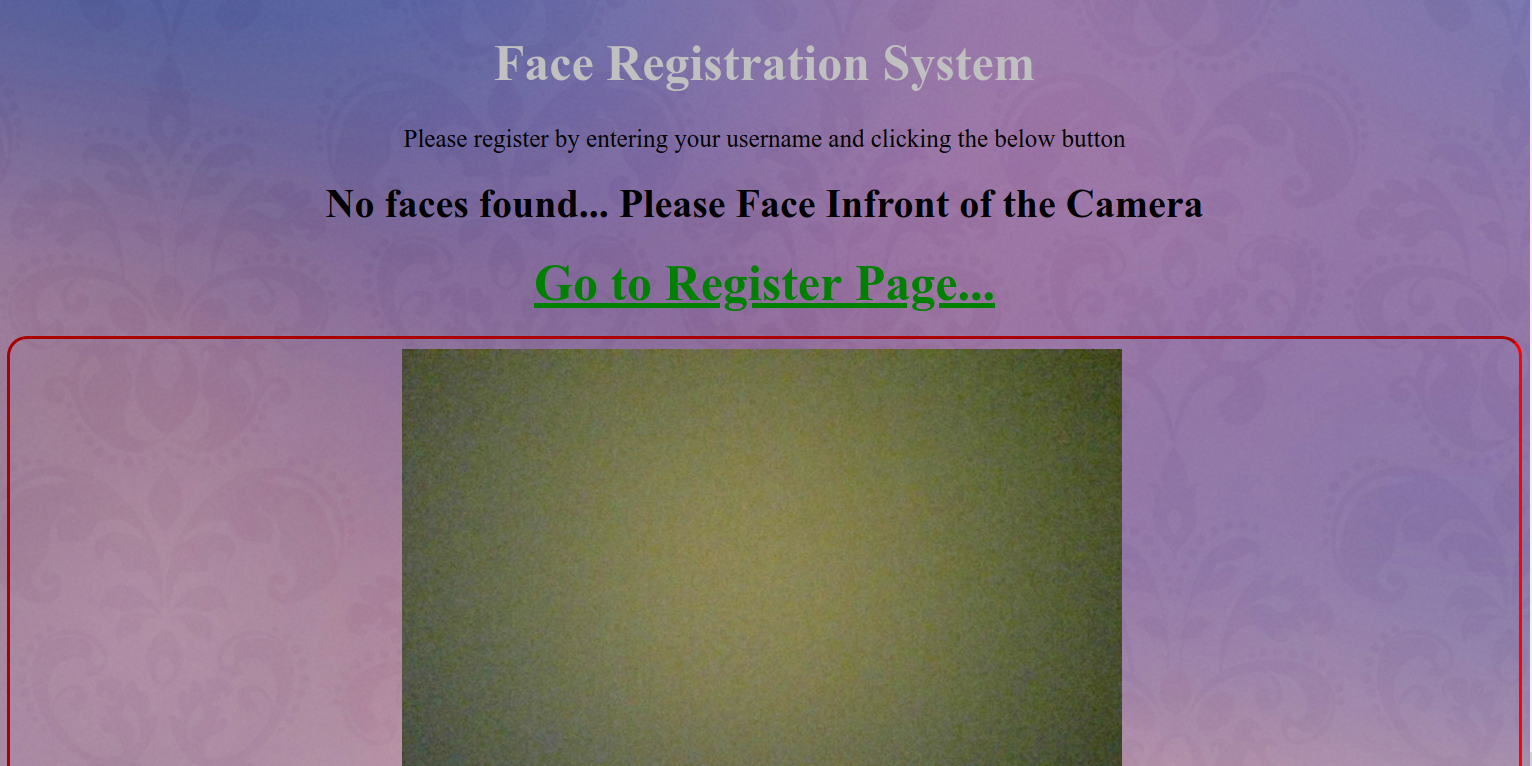 Face Registration System
Please register by entering your username and clicking the below button
No faces found... Please Face Infront of the Camera
Go to Register Page...